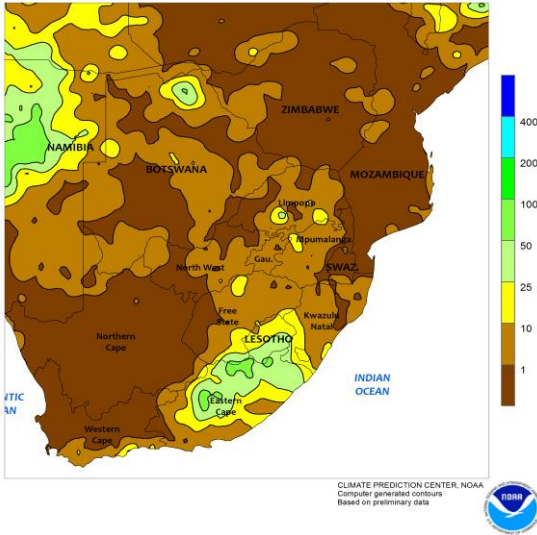 ZIMBABWE
NAMIBIA
BOTSWANA
MOZAMBIQUE
Limpopo
Mpumalanga
Gau.
North West
SWAZ.
Free
State
Kwazulu
Natal
Northern
Cape
LESOTHO
Eastern
Cape
Western
Cape
NTIC
AN
INDIAN
OCEAN
400
200
100
50
25
10
1
CLIMATE PREDICTION CENTER, NOAA
Computer generated contours
Based on preliminary data
NOAA